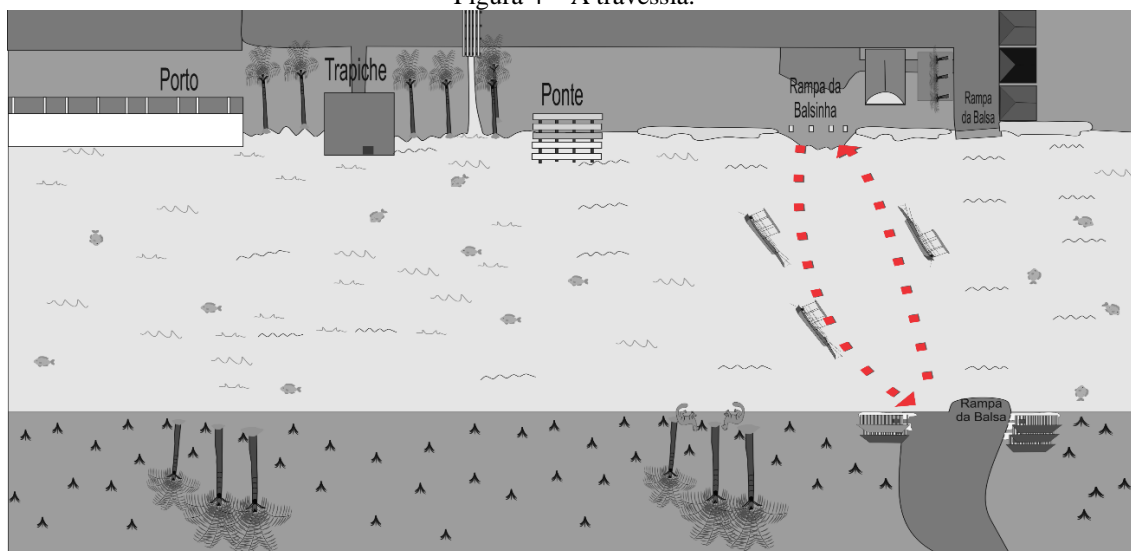 Figura 4 – A travessia.
Porto
Trapiche
Ponte
Rampa da
Balsinha
Rampa
da Balsa
Rampa
da Balsa